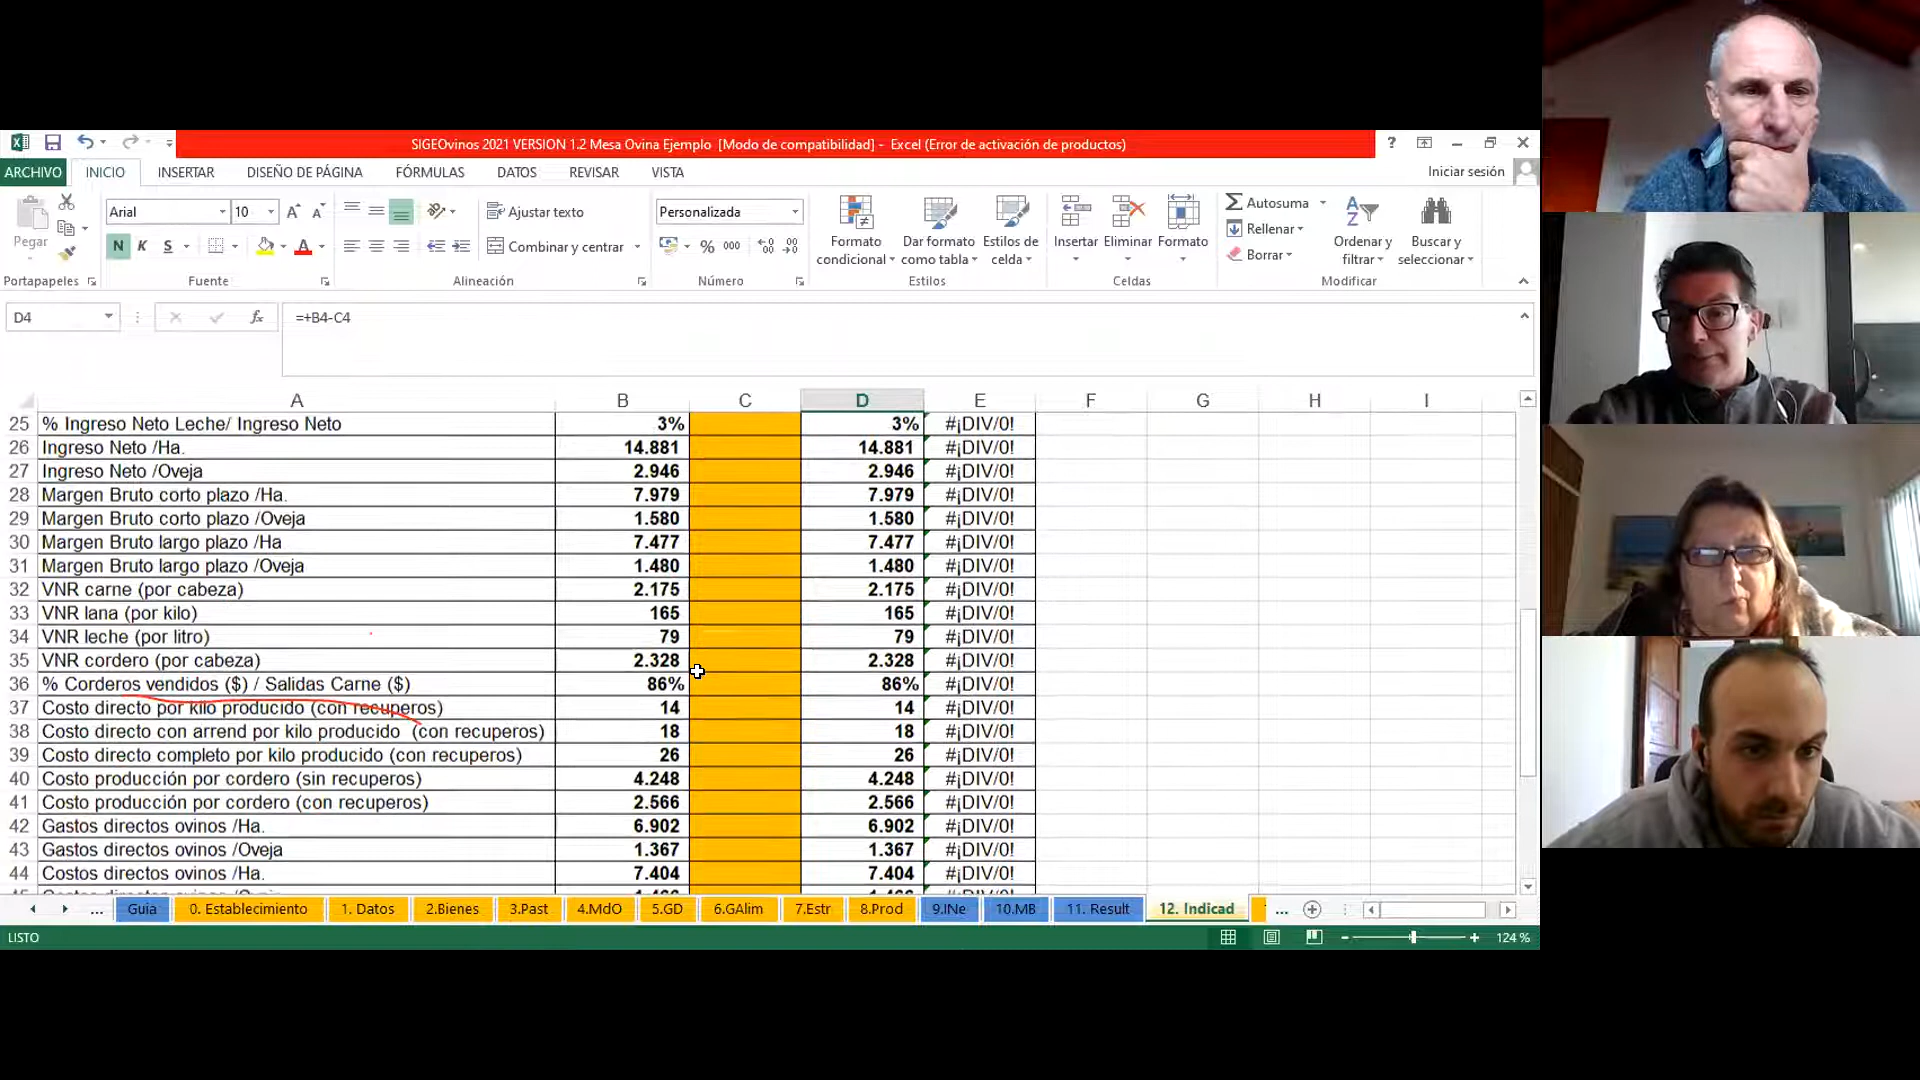 SIGEOvinos 2021 VERSION 1.2 Mesa Ovina Ejemplo [Modo de compatibilidad] - Excel (Error de activación de productos)
ARCHIVO INICIO INSERTAR DISEÑO DE PÁGINA FÓRMULAS DATOS REVISAR VISTA Iniciar sesión
Pegar Arial 10 Ajustar texto Personalizada Autosuma
N K S Combinar y centrar % 000 Formato condicional Dar formato como tabla Estilos de celda Insertar Eliminar Formato Rellenar Borrar Ordenar y filtrar Buscar y seleccionar
Portapapeles Fuente Alineación Número Estilos Celdas Modificar
D4 fx =+B4-C4
A B C D E F G H I
25 % Ingreso Neto Leche/ Ingreso Neto 3% 3% #¡DIV/0!
26 Ingreso Neto /Ha. 14.881 14.881 #¡DIV/0!
27 Ingreso Neto /Oveja 2.946 2.946 #¡DIV/0!
28 Margen Bruto corto plazo /Ha. 7.979 7.979 #¡DIV/0!
29 Margen Bruto corto plazo /Oveja 1.580 1.580 #¡DIV/0!
30 Margen Bruto largo plazo /Ha 7.477 7.477 #¡DIV/0!
31 Margen Bruto largo plazo /Oveja 1.480 1.480 #¡DIV/0!
32 VNR carne (por cabeza) 2.175 2.175 #¡DIV/0!
33 VNR lana (por kilo) 165 165 #¡DIV/0!
34 VNR leche (por litro) 79 79 #¡DIV/0!
35 VNR cordero (por cabeza) 2.328 2.328 #¡DIV/0!
36 % Corderos vendidos ($) / Salidas Carne ($) 86% 86% #¡DIV/0!
37 Costo directo por kilo producido (con recuperos) 14 14 #¡DIV/0!
38 Costo directo con arrend por kilo producido (con recuperos) 18 18 #¡DIV/0!
39 Costo directo completo por kilo producido (con recuperos) 26 26 #¡DIV/0!
40 Costo producción por cordero (sin recuperos) 4.248 4.248 #¡DIV/0!
41 Costo producción por cordero (con recuperos) 2.566 2.566 #¡DIV/0!
42 Gastos directos ovinos /Ha. 6.902 6.902 #¡DIV/0!
43 Gastos directos ovinos /Oveja 1.367 1.367 #¡DIV/0!
44 Costos directos ovinos /Ha. 7.404 7.404 #¡DIV/0!
... Guia 0. Establecimiento 1. Datos 2.Bienes 3.Past 4.MdO 5.GD 6.GAlim 7.Estr 8.Prod 9.INe 10.MB 11. Result 12. Indicad ...
LISTO 124 %